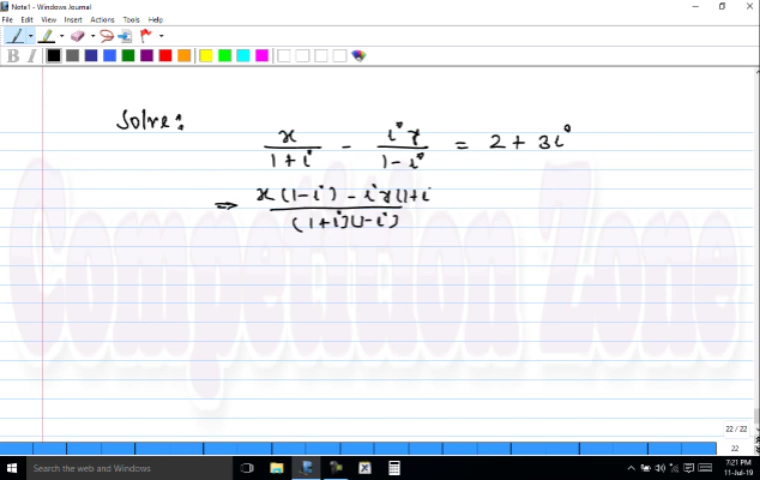 Note1 - Windows Journal
File Edit View Insert Actions Tools Help
B I
Solve:
x/(1+i) - iy/(1-i) = 2+3i
⇒ x(1-i) - iy(1+i / (1+i)(1-i)
Competition Zone
22 / 22
22
Search the web and Windows
7:21 PM
11-Jul-19